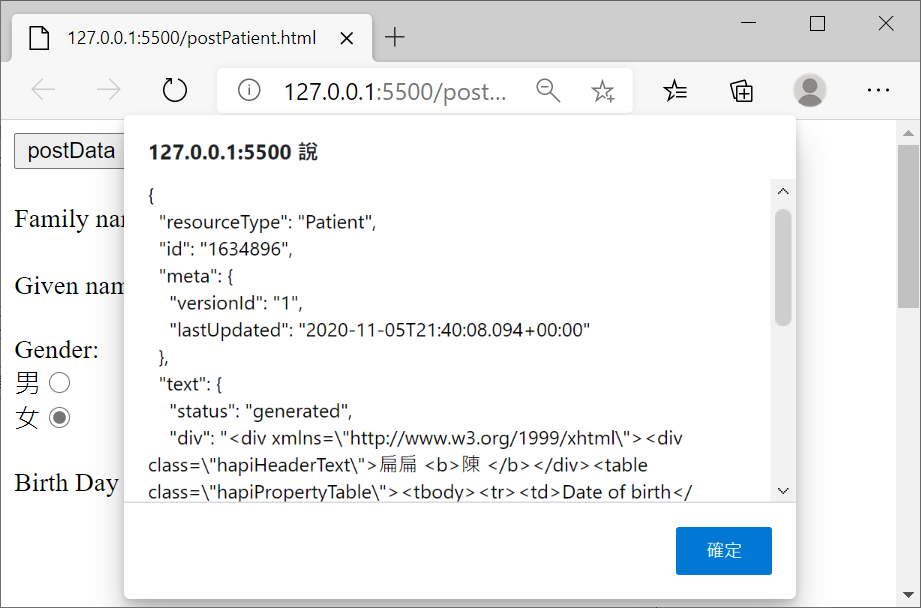 127.0.0.1:5500/postPatient.html
127.0.0.1:5500/post...
postData
127.0.0.1:5500 說
{
"resourceType": "Patient",
"id": "1634896",
"meta": {
"versionId": "1",
"lastUpdated": "2020-11-05T21:40:08.094+00:00"
},
"text": {
"status": "generated",
"div": "<div xmlns=\"http://www.w3.org/1999/xhtml\"><div
class=\"hapiHeaderText\">扁扁 <b>陳 </b></div><table
class=\"hapiPropertyTable\"><tbody><tr><td>Date of birth</
確定
Family nam
Given nam
Gender:
男
女
Birth Day